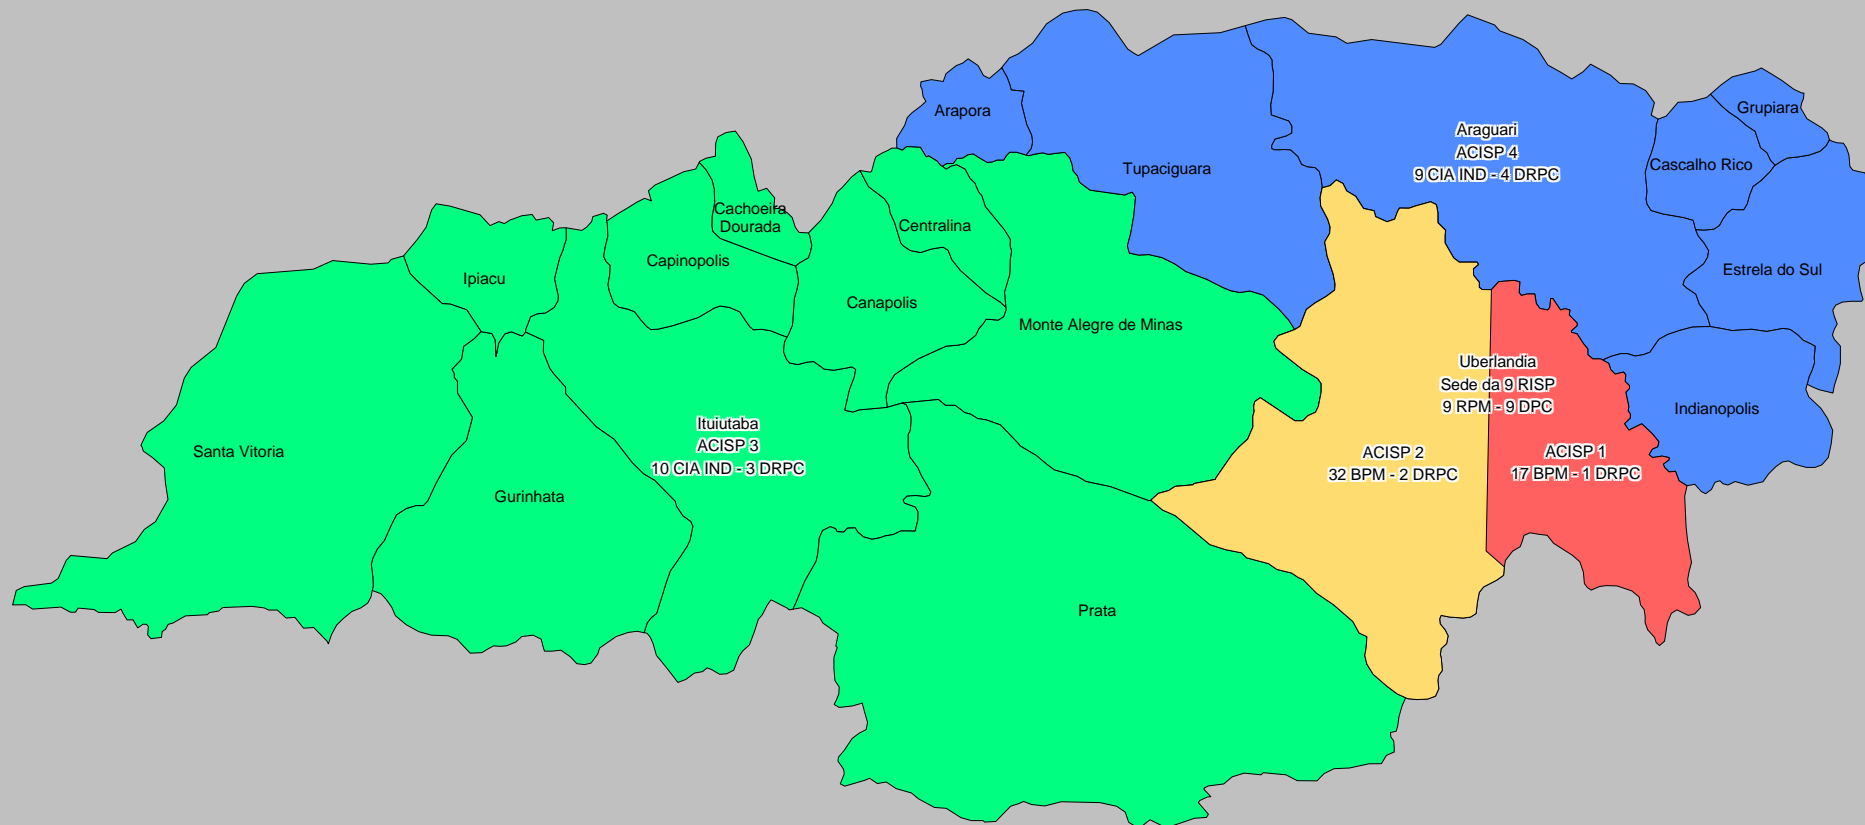 Grupiara
Arapora
Araguari
ACISP 4
9 CIA IND - 4 DRPC
Cascalho Rico
Tupaciguara
Cachoeira
Dourada
Centralina
Capinopolis
Estrela do Sul
Ipiacu
Canapolis
Monte Alegre de Minas
Uberlandia
Sede da 9 RISP
9 RPM - 9 DPC
Indianopolis
Ituiutaba
ACISP 3
10 CIA IND - 3 DRPC
Santa Vitoria
ACISP 2
32 BPM - 2 DRPC
ACISP 1
17 BPM - 1 DRPC
Gurinhata
Prata